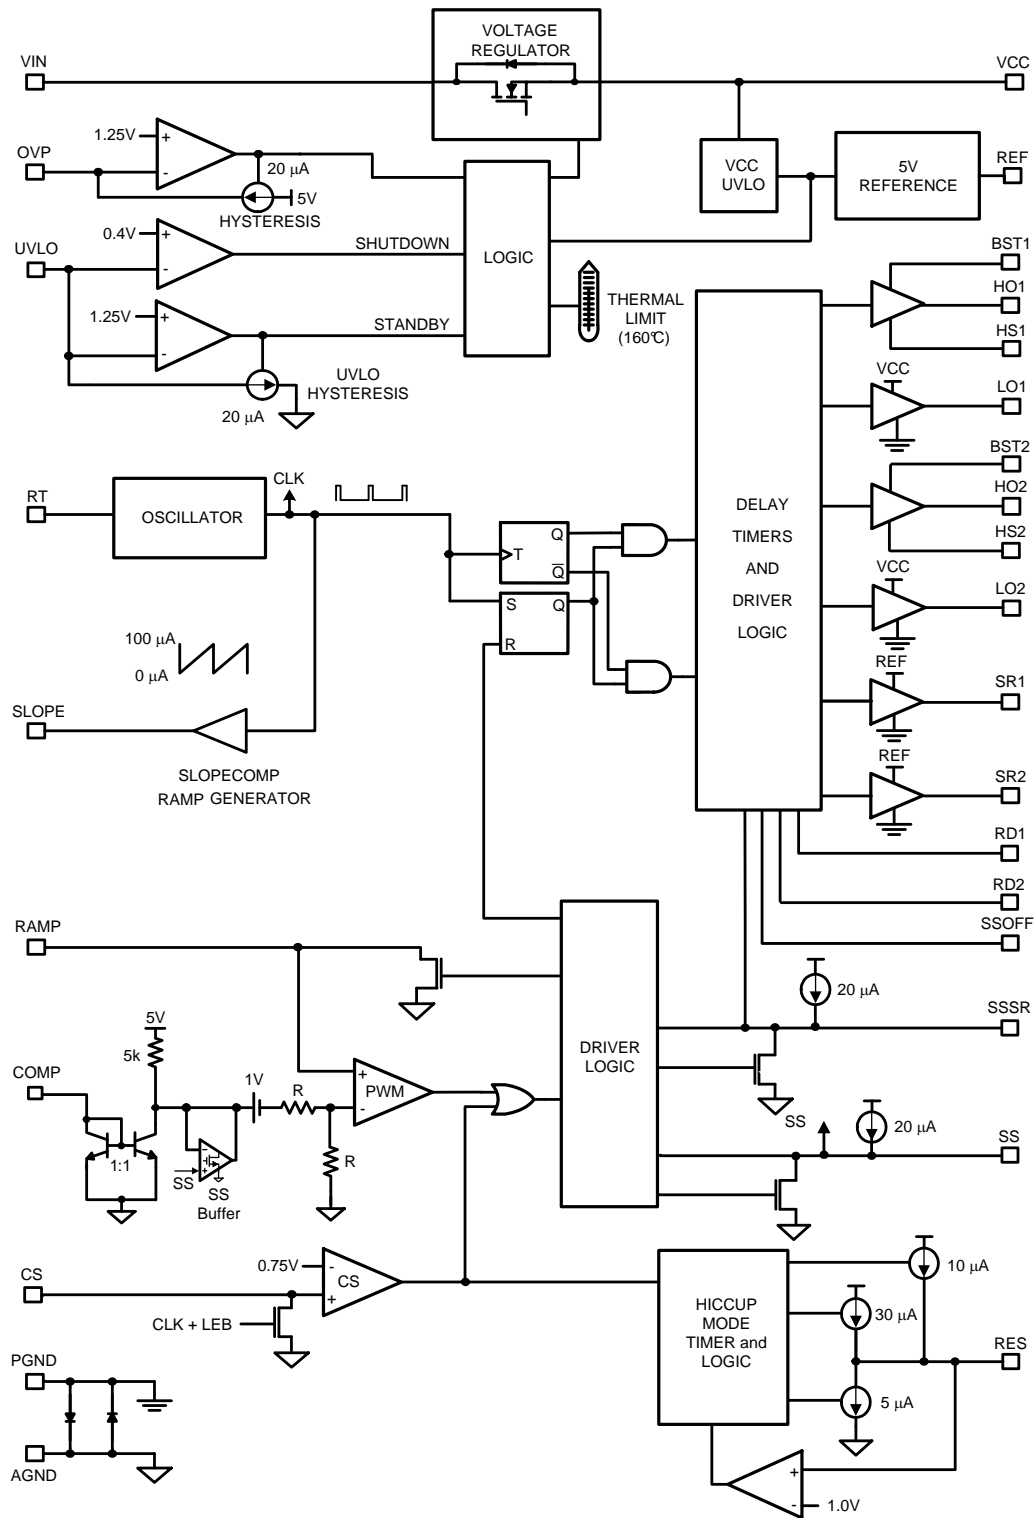 VOLTAGE
REGULATOR
VIN
VCC
1.25V
+
-
OVP
20 μA
5V
HYSTERESIS
VCC
UVLO
5V
REFERENCE
REF
0.4V
+
-
UVLO
SHUTDOWN
LOGIC
1.25V
+
-
STANDBY
UVLO
HYSTERESIS
20 μA
THERMAL
LIMIT
(160℃)
BST1
HO1
HS1
VCC
LO1
BST2
HO2
HS2
VCC
LO2
REF
SR1
REF
SR2
RD1
RD2
SSOFF
DELAY
TIMERS
AND
DRIVER
LOGIC
RT
OSCILLATOR
CLK
T
Q
Q̅
S
Q
R
100 μA
0 μA
SLOPE
SLOPECOMP
RAMP GENERATOR
RAMP
5V
5k
COMP
1:1
-
+
SS
SS
Buffer
1V
R
R
+
PWM
-
DRIVER
LOGIC
20 μA
SSSR
SS
20 μA
SS
0.75V
-
CS
+
CS
CLK + LEB
HICCUP
MODE
TIMER and
LOGIC
10 μA
30 μA
RES
5 μA
+
-
1.0V
PGND
AGND